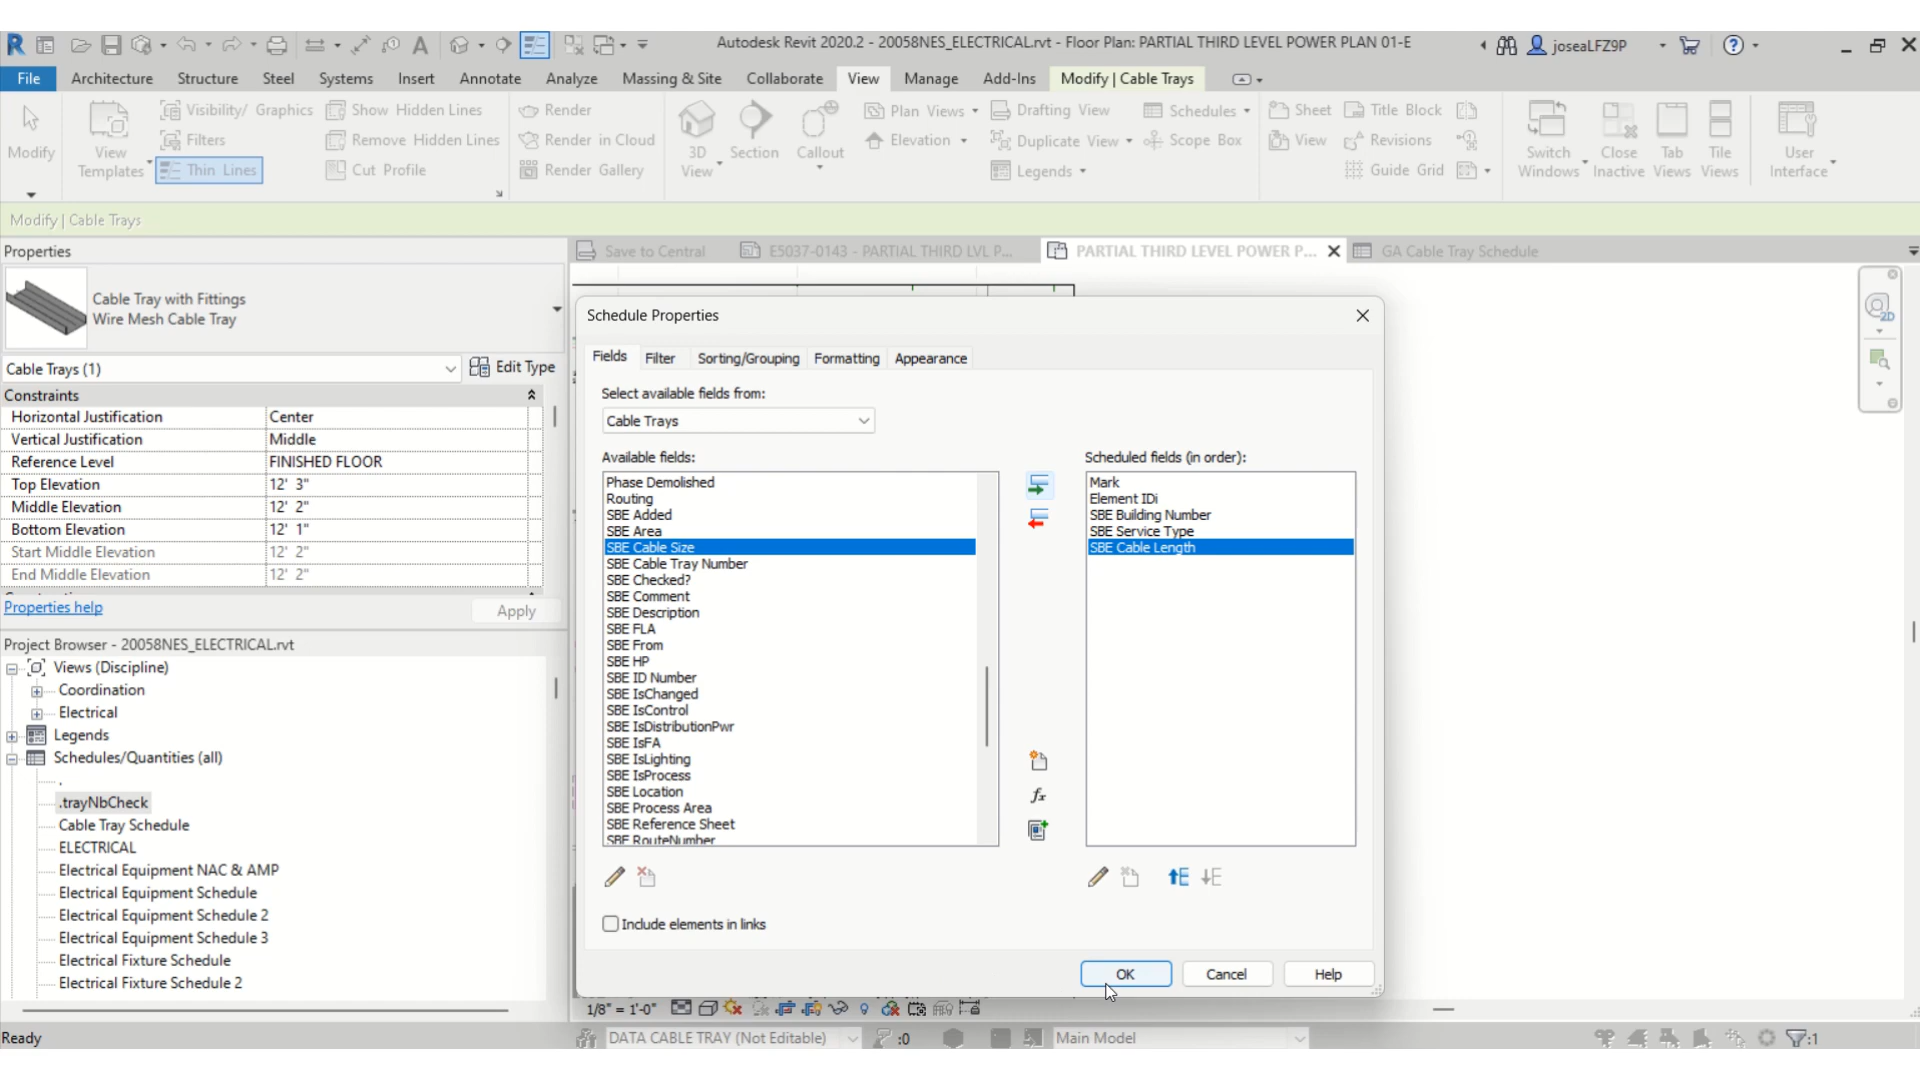 Autodesk Revit 2020.2 - 20058NES_ELECTRICAL.rvt - Floor Plan: PARTIAL THIRD LEVEL POWER PLAN 01-E
josealFZ9P
File Architecture Structure Steel Systems Insert Annotate Analyze Massing & Site Collaborate View Manage Add-Ins Modify | Cable Trays
Visibility/ Graphics Show Hidden Lines Render Plan Views Drafting View Schedules Sheet Title Block
Filters Remove Hidden Lines Render in Cloud Elevation Duplicate View Scope Box View Revisions
Modify View Templates Thin Lines Cut Profile Render Gallery 3D View Section Callout Legends Guide Grid Switch Windows Close Inactive Tab Views Tile Views User Interface
Modify | Cable Trays
Properties
Save to Central E5037-0143 - PARTIAL THIRD LVL P... PARTIAL THIRD LEVEL POWER P... GA Cable Tray Schedule
Cable Tray with Fittings
Wire Mesh Cable Tray
Cable Trays (1) Edit Type
Constraints
Horizontal Justification Center
Vertical Justification Middle
Reference Level FINISHED FLOOR
Top Elevation 12' 3"
Middle Elevation 12' 2"
Bottom Elevation 12' 1"
Start Middle Elevation 12' 2"
End Middle Elevation 12' 2"
Properties help Apply
Project Browser - 20058NES_ELECTRICAL.rvt
Views (Discipline)
Coordination
Electrical
Legends
Schedules/Quantities (all)
.
.trayNbCheck
Cable Tray Schedule
ELECTRICAL
Electrical Equipment NAC & AMP
Electrical Equipment Schedule
Electrical Equipment Schedule 2
Electrical Equipment Schedule 3
Electrical Fixture Schedule
Electrical Fixture Schedule 2
Schedule Properties
Fields Filter Sorting/Grouping Formatting Appearance
Select available fields from:
Cable Trays
Available fields:
Phase Demolished
Routing
SBE Added
SBE Area
SBE Cable Size
SBE Cable Tray Number
SBE Checked?
SBE Comment
SBE Description
SBE FLA
SBE From
SBE HP
SBE ID Number
SBE IsChanged
SBE IsControl
SBE IsDistributionPwr
SBE IsFA
SBE IsLighting
SBE IsProcess
SBE Location
SBE Process Area
SBE Reference Sheet
SBE RouteNumber
Scheduled fields (in order):
Mark
Element IDi
SBE Building Number
SBE Service Type
SBE Cable Length
fx
Include elements in links
OK Cancel Help
1/8" = 1'-0"
Ready DATA CABLE TRAY (Not Editable) :0 Main Model :1